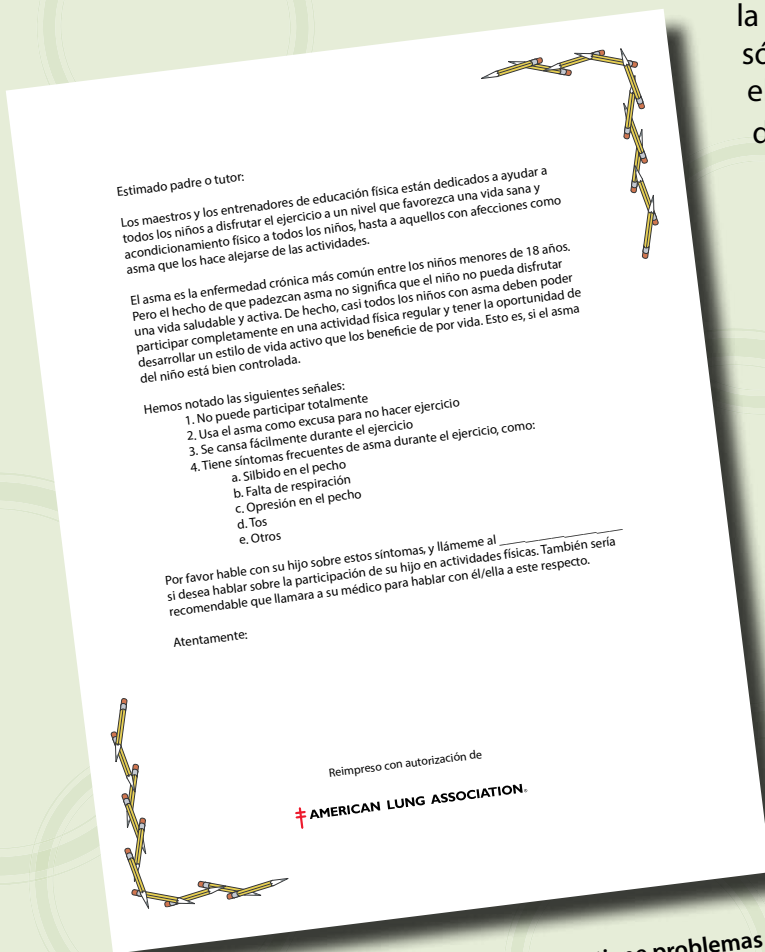 la
Estimado padre o tutor:
Los maestros y los entrenadores de educación física están dedicados a ayudar a
todos los niños a disfrutar el ejercicio a un nivel que favorezca una vida sana y
acondicionamiento físico a todos los niños, hasta a aquellos con afecciones como
asma que los hace alejarse de las actividades.
El asma es la enfermedad crónica más común entre los niños menores de 18 años.
Pero el hecho de que padezcan asma no significa que el niño no pueda disfrutar
una vida saludable y activa. De hecho, casi todos los niños con asma deben poder
participar completamente en una actividad física regular y tener la oportunidad de
desarrollar un estilo de vida activo que los beneficie de por vida. Esto es, si el asma
del niño está bien controlada.
Hemos notado las siguientes señales:
1. No puede participar totalmente
2. Usa el asma como excusa para no hacer ejercicio
3. Se cansa fácilmente durante el ejercicio
4. Tiene síntomas frecuentes de asma durante el ejercicio, como:
a. Silbido en el pecho
b. Falta de respiración
c. Opresión en el pecho
d. Tos
e. Otros
Por favor hable con su hijo sobre estos síntomas, y llámeme al ____________________
si desea hablar sobre la participación de su hijo en actividades físicas. También sería
recomendable que llamara a su médico para hablar con él/ella a este respecto.
Atentamente:
Reimpreso con autorización de
AMERICAN LUNG ASSOCIATION®
problemas